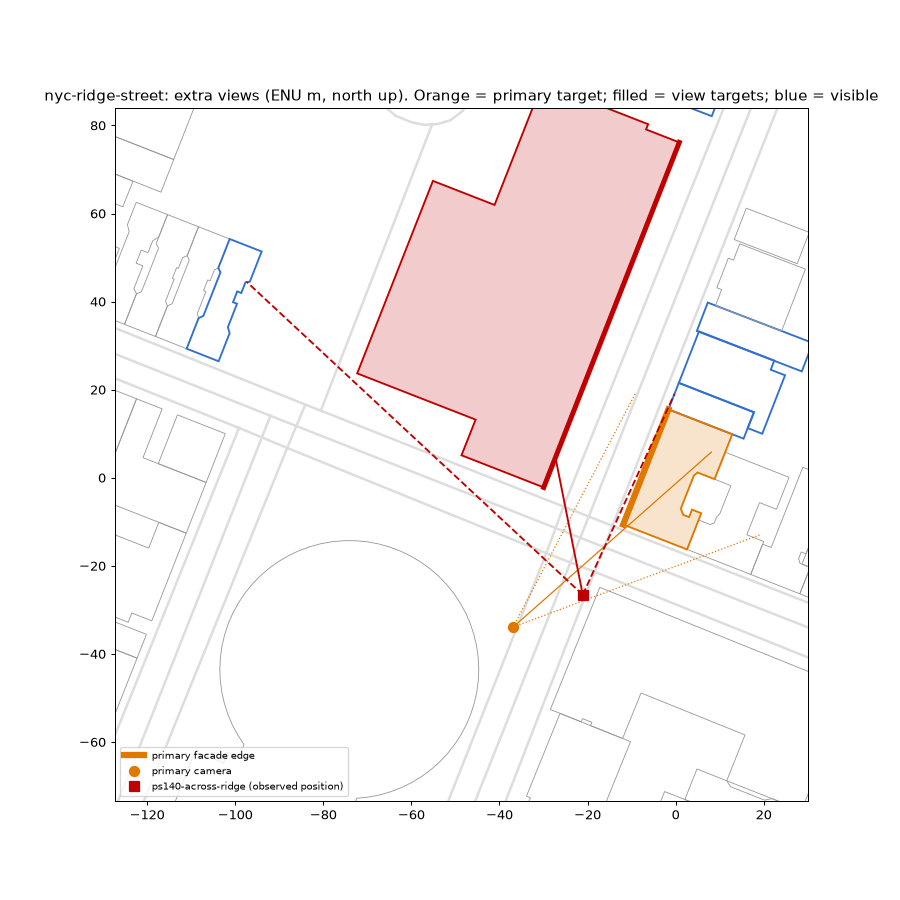 nyc-ridge-street: extra views (ENU m, north up). Orange = primary target; filled = view targets; blue = visible
80
60
40
20
0
−20
−40
−60
primary facade edge
primary camera
ps140-across-ridge (observed position)
−120 −100 −80 −60 −40 −20 0 20